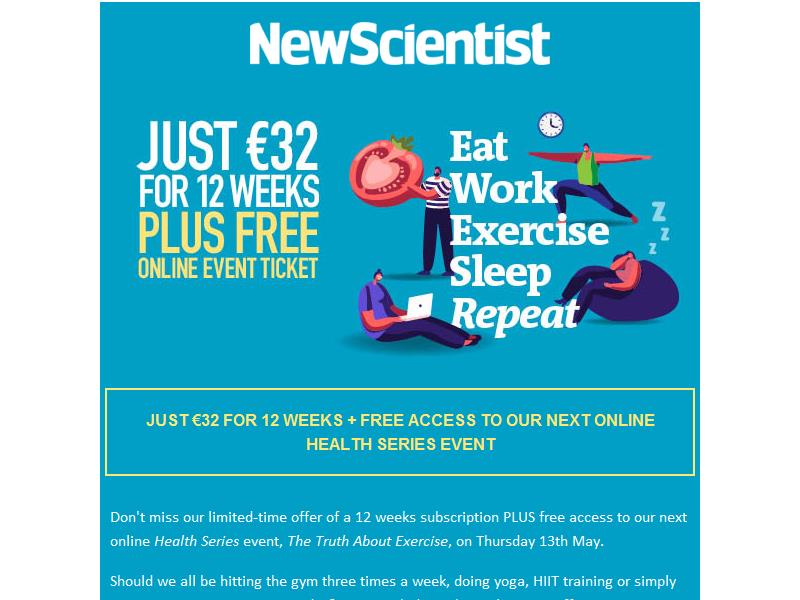 NewScientist
JUST €32
FOR 12 WEEKS
PLUS FREE
ONLINE EVENT TICKET
Eat
Work
Exercise
Sleep
Repeat
z
z
z
JUST €32 FOR 12 WEEKS + FREE ACCESS TO OUR NEXT ONLINE
HEALTH SERIES EVENT
Don't miss our limited-time offer of a 12 weeks subscription PLUS free access to our next
online Health Series event, The Truth About Exercise, on Thursday 13th May.
Should we all be hitting the gym three times a week, doing yoga, HIIT training or simply